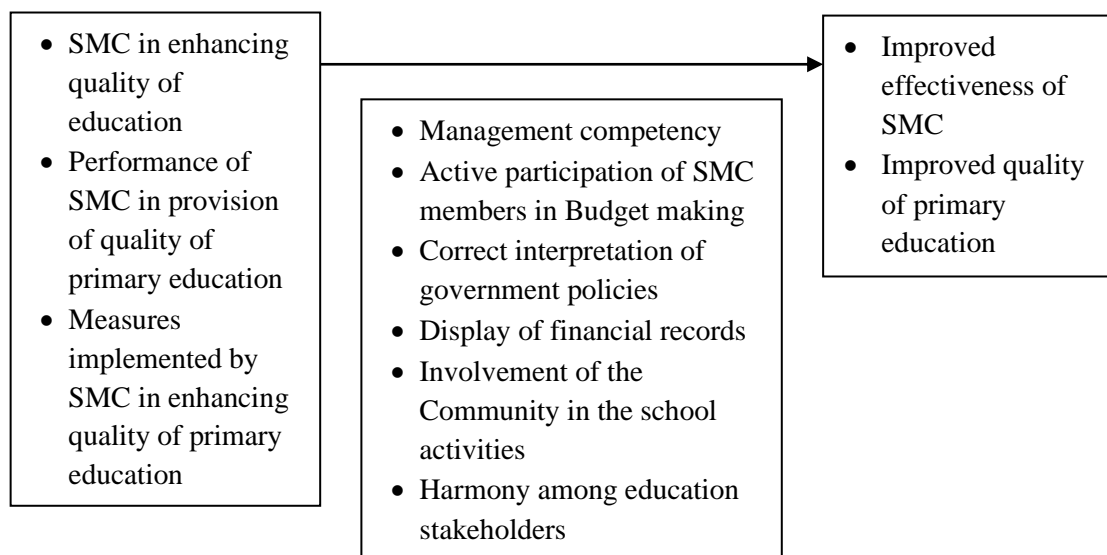 • SMC in enhancing
quality of
education
• Performance of
SMC in provision
of quality of
primary education
• Measures
implemented by
SMC in enhancing
quality of primary
education
• Management competency
• Active participation of SMC
members in Budget making
• Correct interpretation of
government policies
• Display of financial records
• Involvement of the
Community in the school
activities
• Harmony among education
stakeholders
• Improved
effectiveness of
SMC
• Improved quality
of primary
education